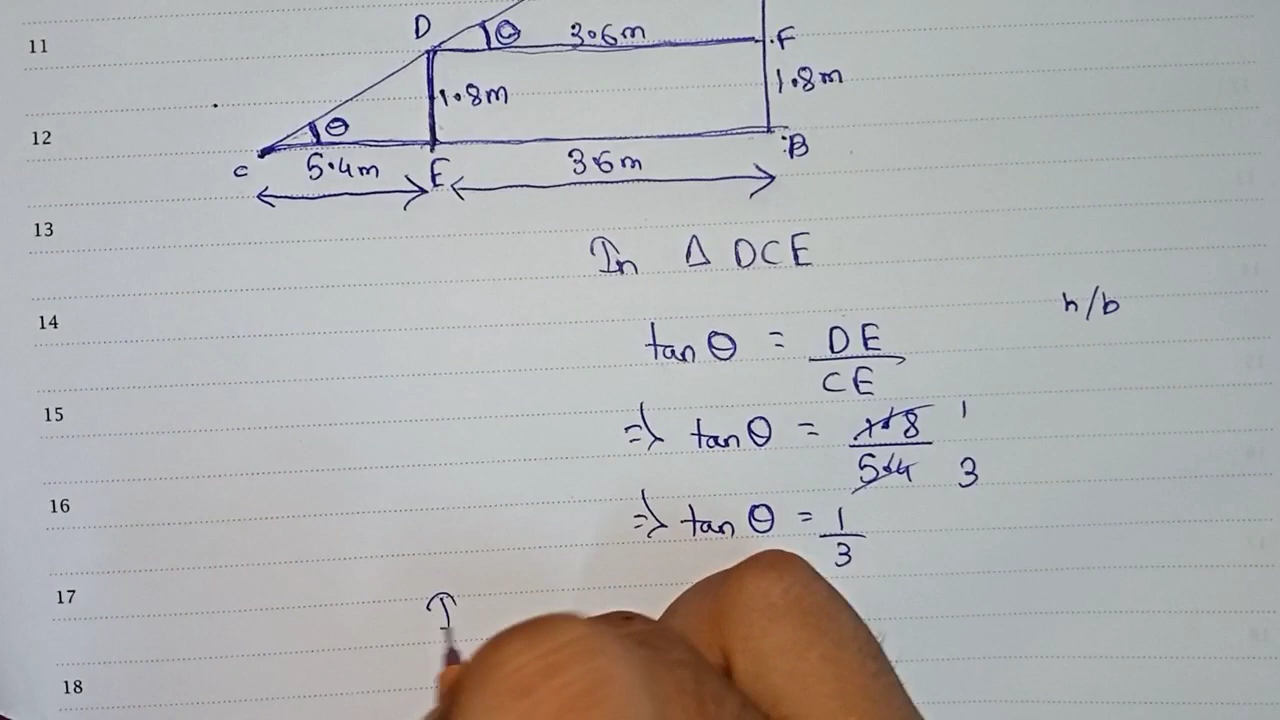 11
D θ 3.6m .F
1.8m 1.8m
12
θ
C 5.4m E 3.6m .B
13
In Δ DCE
14
h/b
tan θ = DE/CE
15
=> tan θ = 1.8/5.4 1/3
16
=> tan θ = 1/3
17
I
18